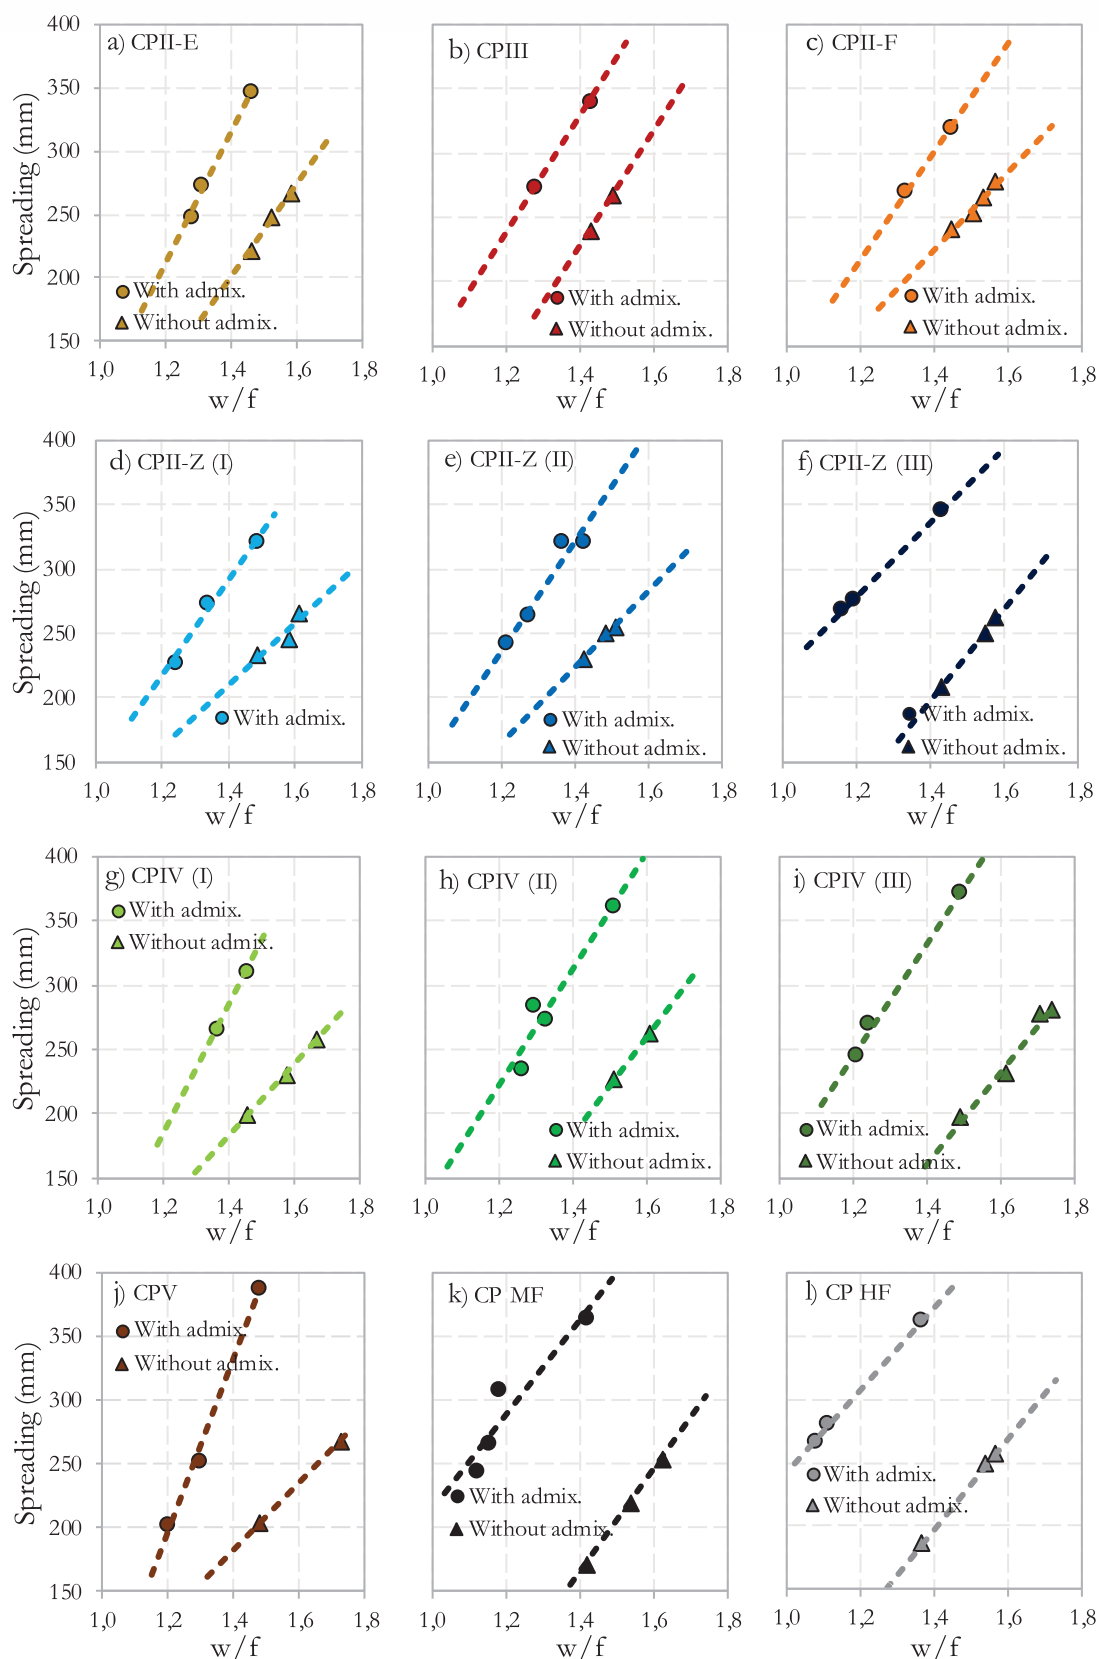 400
350
300
250
200
150
Spreading (mm)
a) CPII-E
With admix.
Without admix.
1,0 1,2 1,4 1,6 1,8
w/f
b) CPIII
With admix.
Without admix.
1,0 1,2 1,4 1,6 1,8
w/f
c) CPII-F
With admix.
Without admix.
1,0 1,2 1,4 1,6 1,8
w/f
400
350
300
250
200
150
Spreading (mm)
d) CPII-Z (I)
With admix.
1,0 1,2 1,4 1,6 1,8
w/f
e) CPII-Z (II)
With admix.
Without admix.
1,0 1,2 1,4 1,6 1,8
w/f
f) CPII-Z (III)
With admix.
Without admix.
1,0 1,2 1,4 1,6 1,8
w/f
400
350
300
250
200
150
Spreading (mm)
g) CPIV (I)
With admix.
Without admix.
1,0 1,2 1,4 1,6 1,8
w/f
h) CPIV (II)
With admix.
Without admix.
1,0 1,2 1,4 1,6 1,8
w/f
i) CPIV (III)
With admix.
Without admix.
1,0 1,2 1,4 1,6 1,8
w/f
400
350
300
250
200
150
Spreading (mm)
j) CPV
With admix.
Without admix.
1,0 1,2 1,4 1,6 1,8
w/f
k) CP MF
With admix.
Without admix.
1,0 1,2 1,4 1,6 1,8
w/f
l) CP HF
With admix.
Without admix.
1,0 1,2 1,4 1,6 1,8
w/f